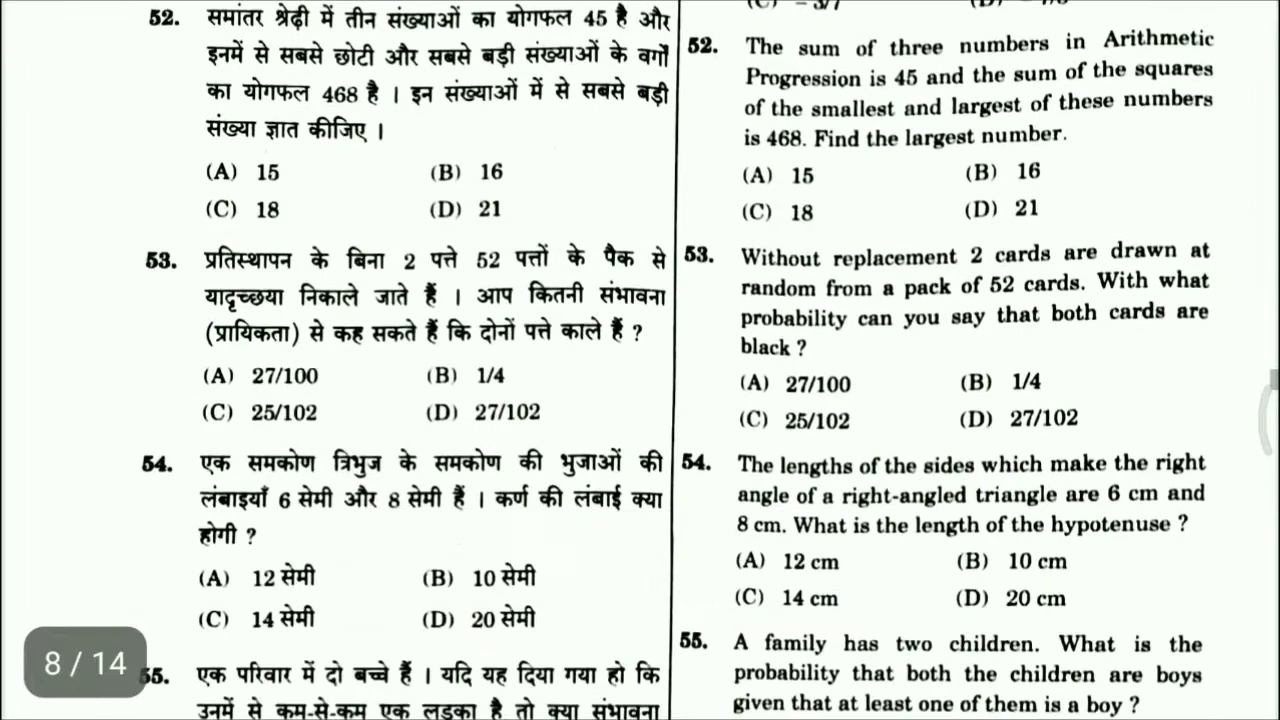 52. समांतर श्रेढ़ी में तीन संख्याओं का योगफल 45 है और
इनमें से सबसे छोटी और सबसे बड़ी संख्याओं के वर्गों
का योगफल 468 है । इन संख्याओं में से सबसे बड़ी
संख्या ज्ञात कीजिए ।
(A) 15 (B) 16
(C) 18 (D) 21
53. प्रतिस्थापन के बिना 2 पत्ते 52 पत्तों के पैक से
यादृच्छया निकाले जाते हैं । आप कितनी संभावना
(प्रायिकता) से कह सकते हैं कि दोनों पत्ते काले हैं ?
(A) 27/100 (B) 1/4
(C) 25/102 (D) 27/102
54. एक समकोण त्रिभुज के समकोण की भुजाओं की
लंबाइयाँ 6 सेमी और 8 सेमी हैं । कर्ण की लंबाई क्या
होगी ?
(A) 12 सेमी (B) 10 सेमी
(C) 14 सेमी (D) 20 सेमी
8 / 14
55. एक परिवार में दो बच्चे हैं । यदि यह दिया गया हो कि
उनमें से कम-से-कम एक लड़का है तो क्या संभावना
52. The sum of three numbers in Arithmetic
Progression is 45 and the sum of the squares
of the smallest and largest of these numbers
is 468. Find the largest number.
(A) 15 (B) 16
(C) 18 (D) 21
53. Without replacement 2 cards are drawn at
random from a pack of 52 cards. With what
probability can you say that both cards are
black ?
(A) 27/100 (B) 1/4
(C) 25/102 (D) 27/102
54. The lengths of the sides which make the right
angle of a right-angled triangle are 6 cm and
8 cm. What is the length of the hypotenuse ?
(A) 12 cm (B) 10 cm
(C) 14 cm (D) 20 cm
55. A family has two children. What is the
probability that both the children are boys
given that at least one of them is a boy ?